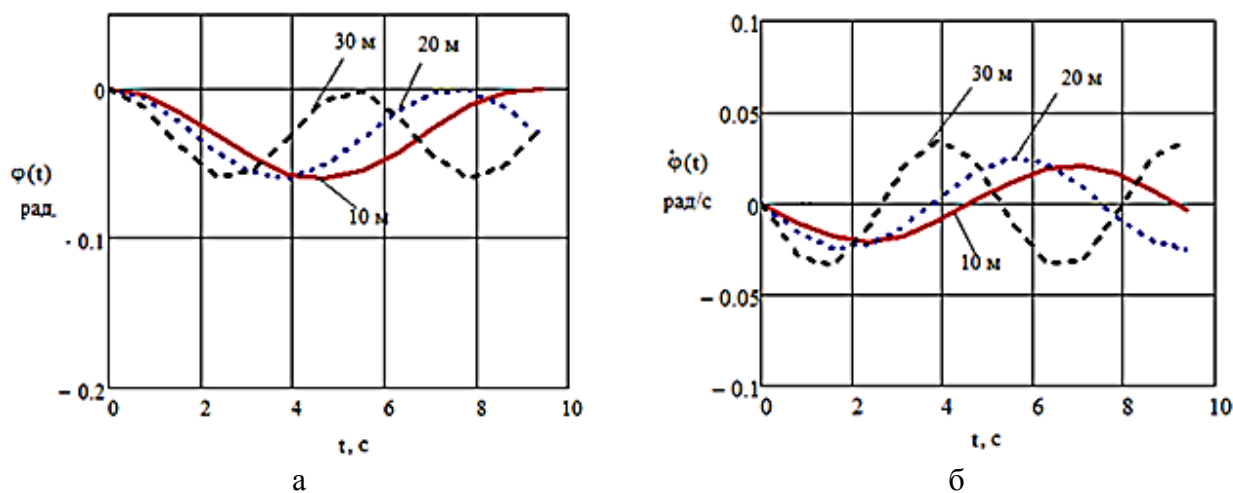 0
φ(t)
рад.
- 0.1
– 0.2
0 2 4 6 8 10
t, c
30 м
20 м
10 м
а
0.1
0.05
φ̇(t)
рад/с
0
– 0.05
– 0.1
0 2 4 6 8 10
t, c
30 м
20 м
10 м
б